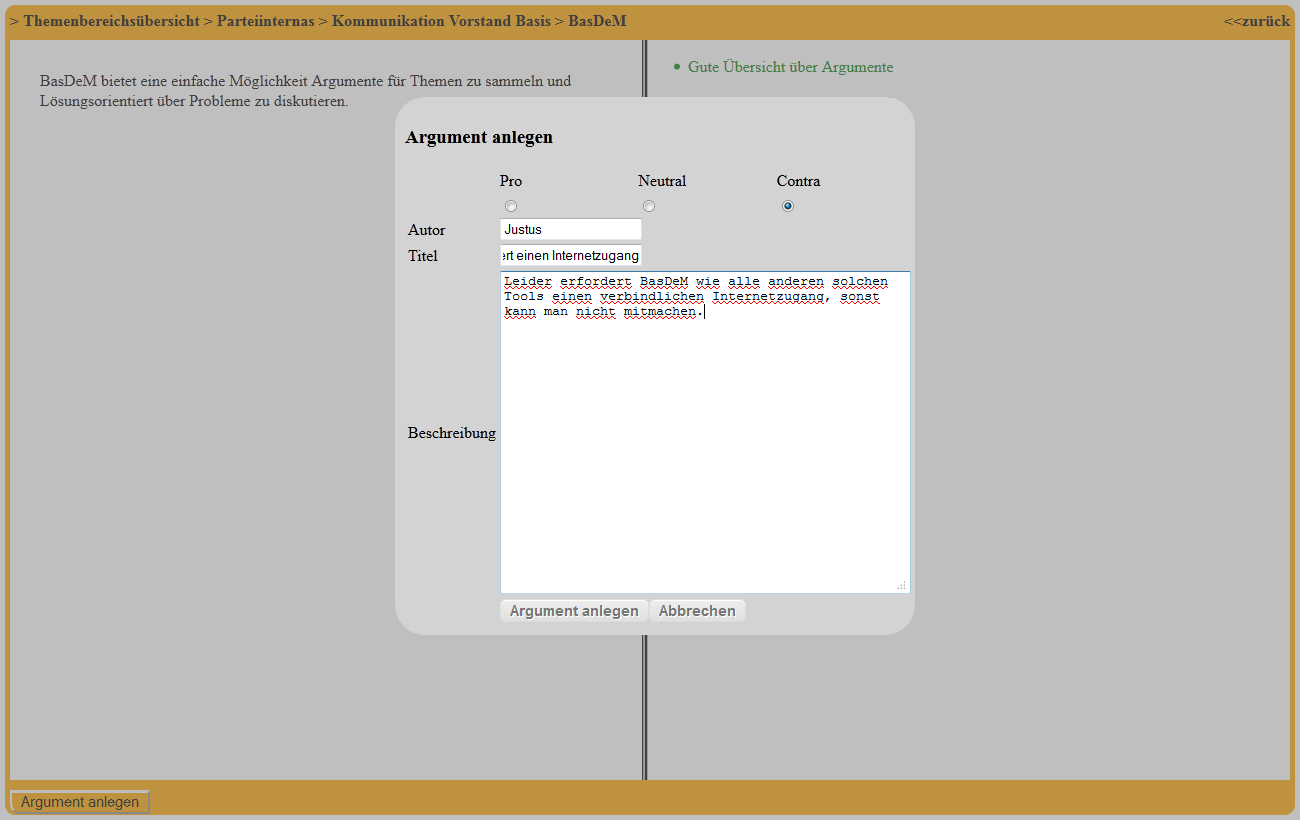 > Themenbereichsübersicht > Parteiinternas > Kommunikation Vorstand Basis > BasDeM
<<zurück
BasDeM bietet eine einfache Möglichkeit Argumente für Themen zu sammeln und
Lösungsorientiert über Probleme zu diskutieren.
• Gute Übersicht über Argumente
Argument anlegen
Pro Neutral Contra
Autor Justus
Titel ert einen Internetzugang
Leider erfordert BasDeM wie alle anderen solchen
Tools einen verbindlichen Internetzugang, sonst
kann man nicht mitmachen.
Beschreibung
Argument anlegen Abbrechen
Argument anlegen